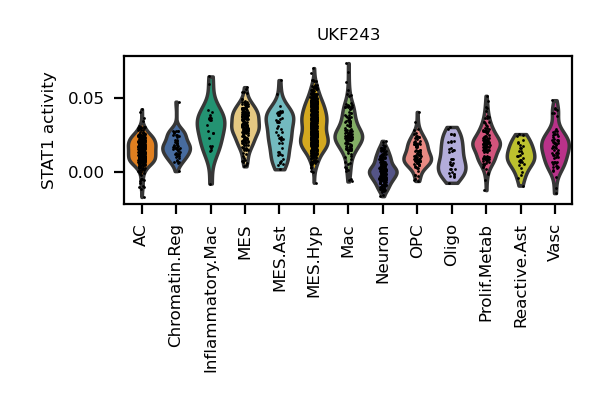 UKF243
STAT1 activity
0.05
0.00
AC
Chromatin.Reg
Inflammatory.Mac
MES
MES.Ast
MES.Hyp
Mac
Neuron
OPC
Oligo
Prolif.Metab
Reactive.Ast
Vasc